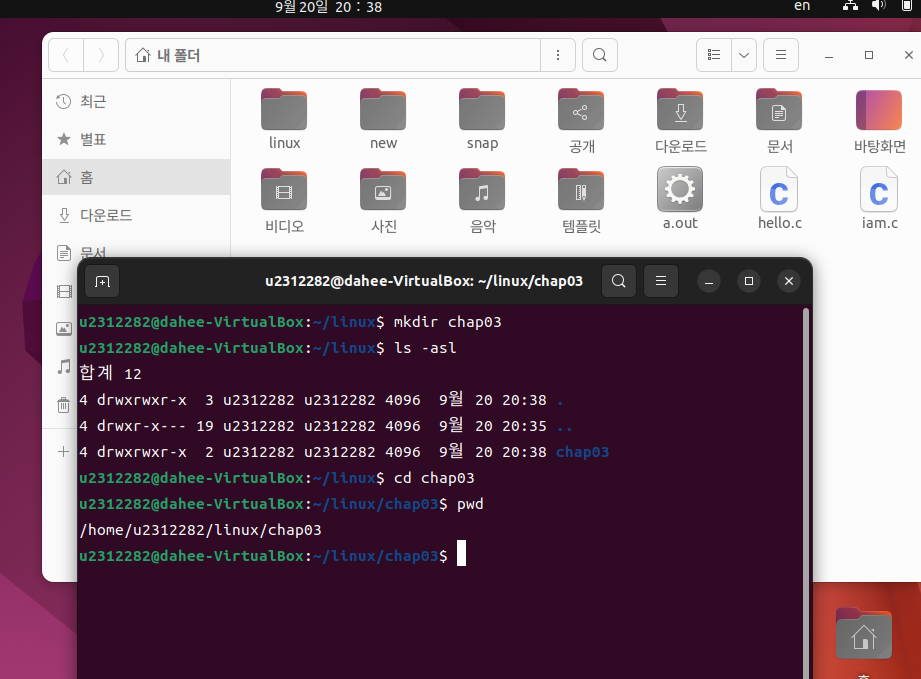 9월 20일 20 : 38
en
내 폴더
최근
별표
홈
다운로드
문서
linux
new
snap
공개
다운로드
문서
바탕화면
비디오
사진
음악
템플릿
a.out
hello.c
iam.c
u2312282@dahee-VirtualBox: ~/linux/chap03
u2312282@dahee-VirtualBox:~/linux$ mkdir chap03
u2312282@dahee-VirtualBox:~/linux$ ls -asl
합계 12
4 drwxrwxr-x  3 u2312282 u2312282 4096  9월 20 20:38 .
4 drwxr-x--- 19 u2312282 u2312282 4096  9월 20 20:35 ..
4 drwxrwxr-x  2 u2312282 u2312282 4096  9월 20 20:38 chap03
u2312282@dahee-VirtualBox:~/linux$ cd chap03
u2312282@dahee-VirtualBox:~/linux/chap03$ pwd
/home/u2312282/linux/chap03
u2312282@dahee-VirtualBox:~/linux/chap03$